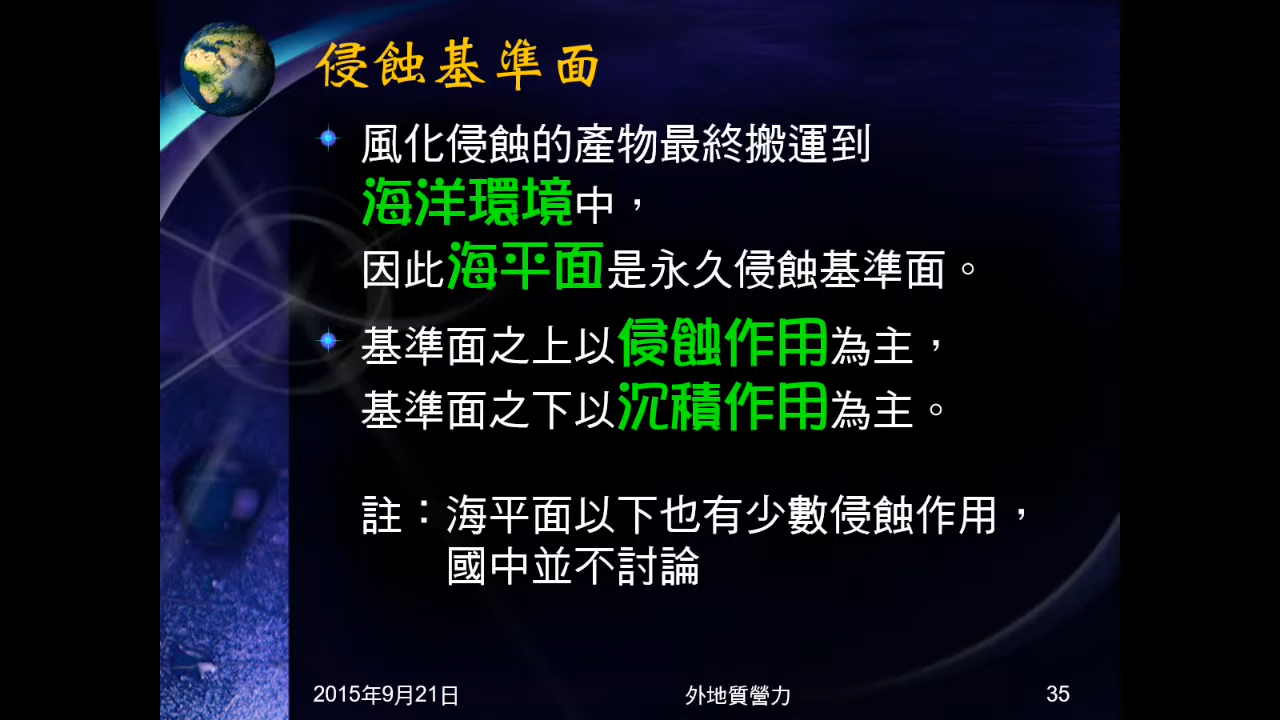 侵蝕基準面
風化侵蝕的產物最終搬運到
海洋環境中，
因此海平面是永久侵蝕基準面。
基準面之上以侵蝕作用為主，
基準面之下以沉積作用為主。
註：海平面以下也有少數侵蝕作用，
國中並不討論
2015年9月21日
外地質營力
35